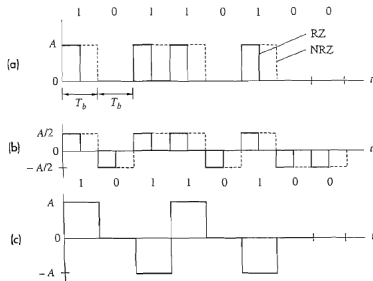 1 0 1 1 0 1 0 0
RZ
NRZ
(a) A
0
t
T_b T_b
(b) A/2
0
t
−A/2
1 0 1 1 0 1 0 0
A
(c) 0
−A